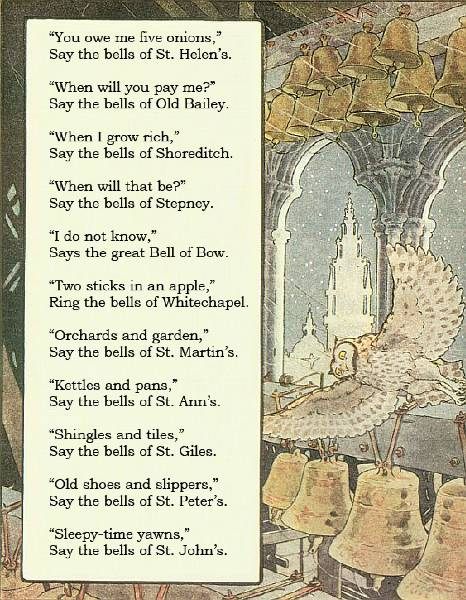 “You owe me five onions,”
Say the bells of St. Helen's.
“When will you pay me?”
Say the bells of Old Bailey.
“When I grow rich,”
Say the bells of Shoreditch.
“When will that be?”
Say the bells of Stepney.
“I do not know,”
Says the great Bell of Bow.
“Two sticks in an apple,”
Ring the bells of Whitechapel.
“Orchards and garden,”
Say the bells of St. Martin's.
“Kettles and pans,”
Say the bells of St. Ann's.
“Shingles and tiles,”
Say the bells of St. Giles.
“Old shoes and slippers,”
Say the bells of St. Peter's.
“Sleepy-time yawns,”
Say the bells of St. John's.